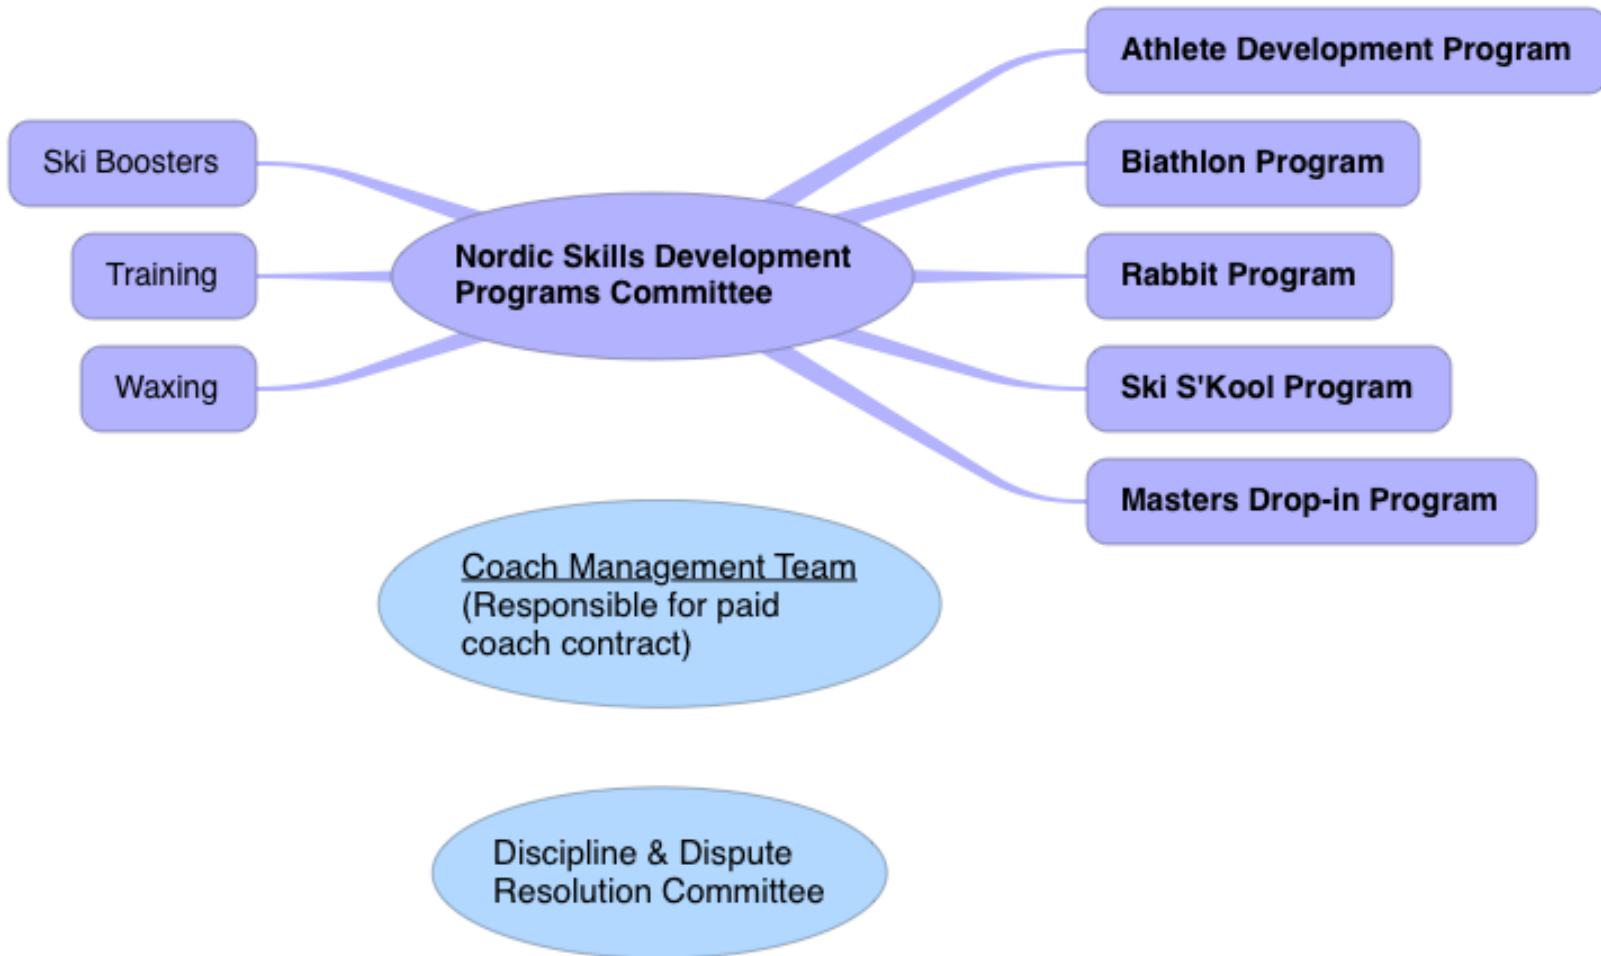 Athlete Development Program
Ski Boosters
Biathlon Program
Training
Nordic Skills Development
Programs Committee
Rabbit Program
Waxing
Ski S'Kool Program
Masters Drop-in Program
Coach Management Team
(Responsible for paid
coach contract)
Discipline & Dispute
Resolution Committee